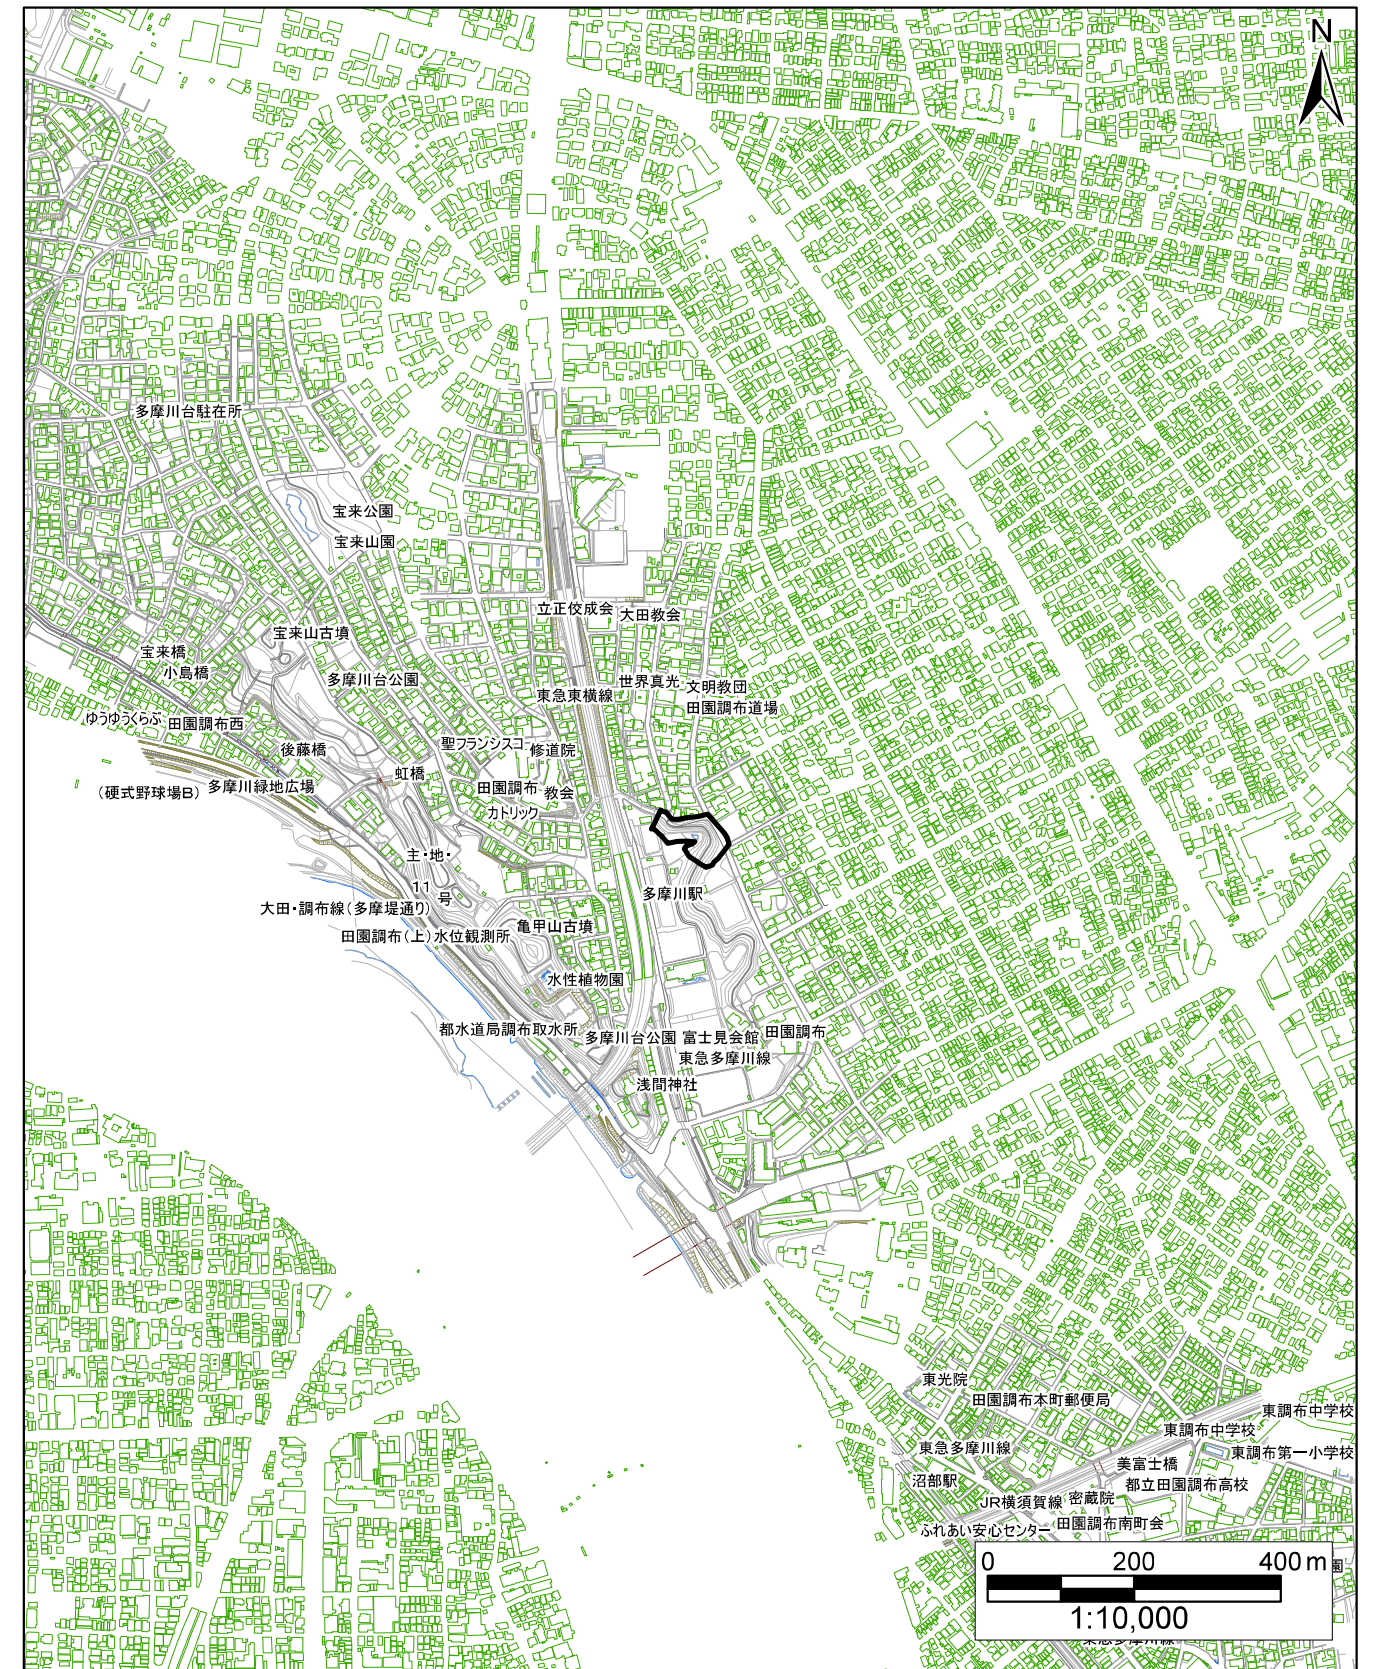 N
多摩川台駐在所
宝来公園
宝来山園
立正佼成会
大田教会
宝来山古墳
宝来橋
小島橋
多摩川台公園
世界真光
文明教団
東急東横線
田園調布道場
ゆうゆうくらぶ
田園調布西
後藤橋
聖フランシスコ
修道院
虹橋
(硬式野球場B)
多摩川緑地広場
田園調布
教会
カトリック
主・地・
11
号
多摩川駅
大田・調布線(多摩堤通り)
亀甲山古墳
田園調布(上)水位観測所
水性植物園
都水道局調布取水所
多摩川台公園
富士見会館
田園調布
東急多摩川線
浅間神社
東光院
田園調布本町郵便局
東調布中学校
東調布中学校
東急多摩川線
東調布第一小学校
美富士橋
沼部駅
都立田園調布高校
JR横須賀線
密蔵院
ふれあい安心センター
田園調布南町会
0 200 400m
園
1:10,000